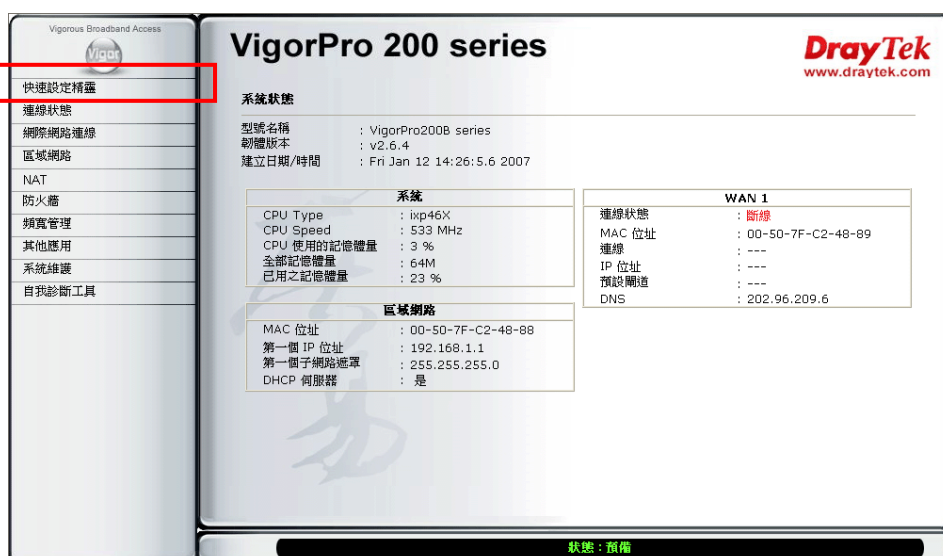 Vigorous Broadband Access
Vigor
快速設定精靈
連線狀態
網際網路連線
區域網路
NAT
防火牆
頻寬管理
其他應用
系統維護
自我診斷工具
VigorPro 200 series
DrayTek
www.draytek.com
系統狀態
型號名稱 : VigorPro200B series
韌體版本 : v2.6.4
建立日期/時間 : Fri Jan 12 14:26:5.6 2007
系統
CPU Type : ixp46X
CPU Speed : 533 MHz
CPU 使用的記憶體量 : 3 %
全部記憶體量 : 64M
已用之記憶體量 : 23 %
區域網路
MAC 位址 : 00-50-7F-C2-48-88
第一個 IP 位址 : 192.168.1.1
第一個子網路遮罩 : 255.255.255.0
DHCP 伺服器 : 是
WAN 1
連線狀態 : 斷線
MAC 位址 : 00-50-7F-C2-48-89
連線 : ---
IP 位址 : ---
預設閘道 : ---
DNS : 202.96.209.6
狀態：預備